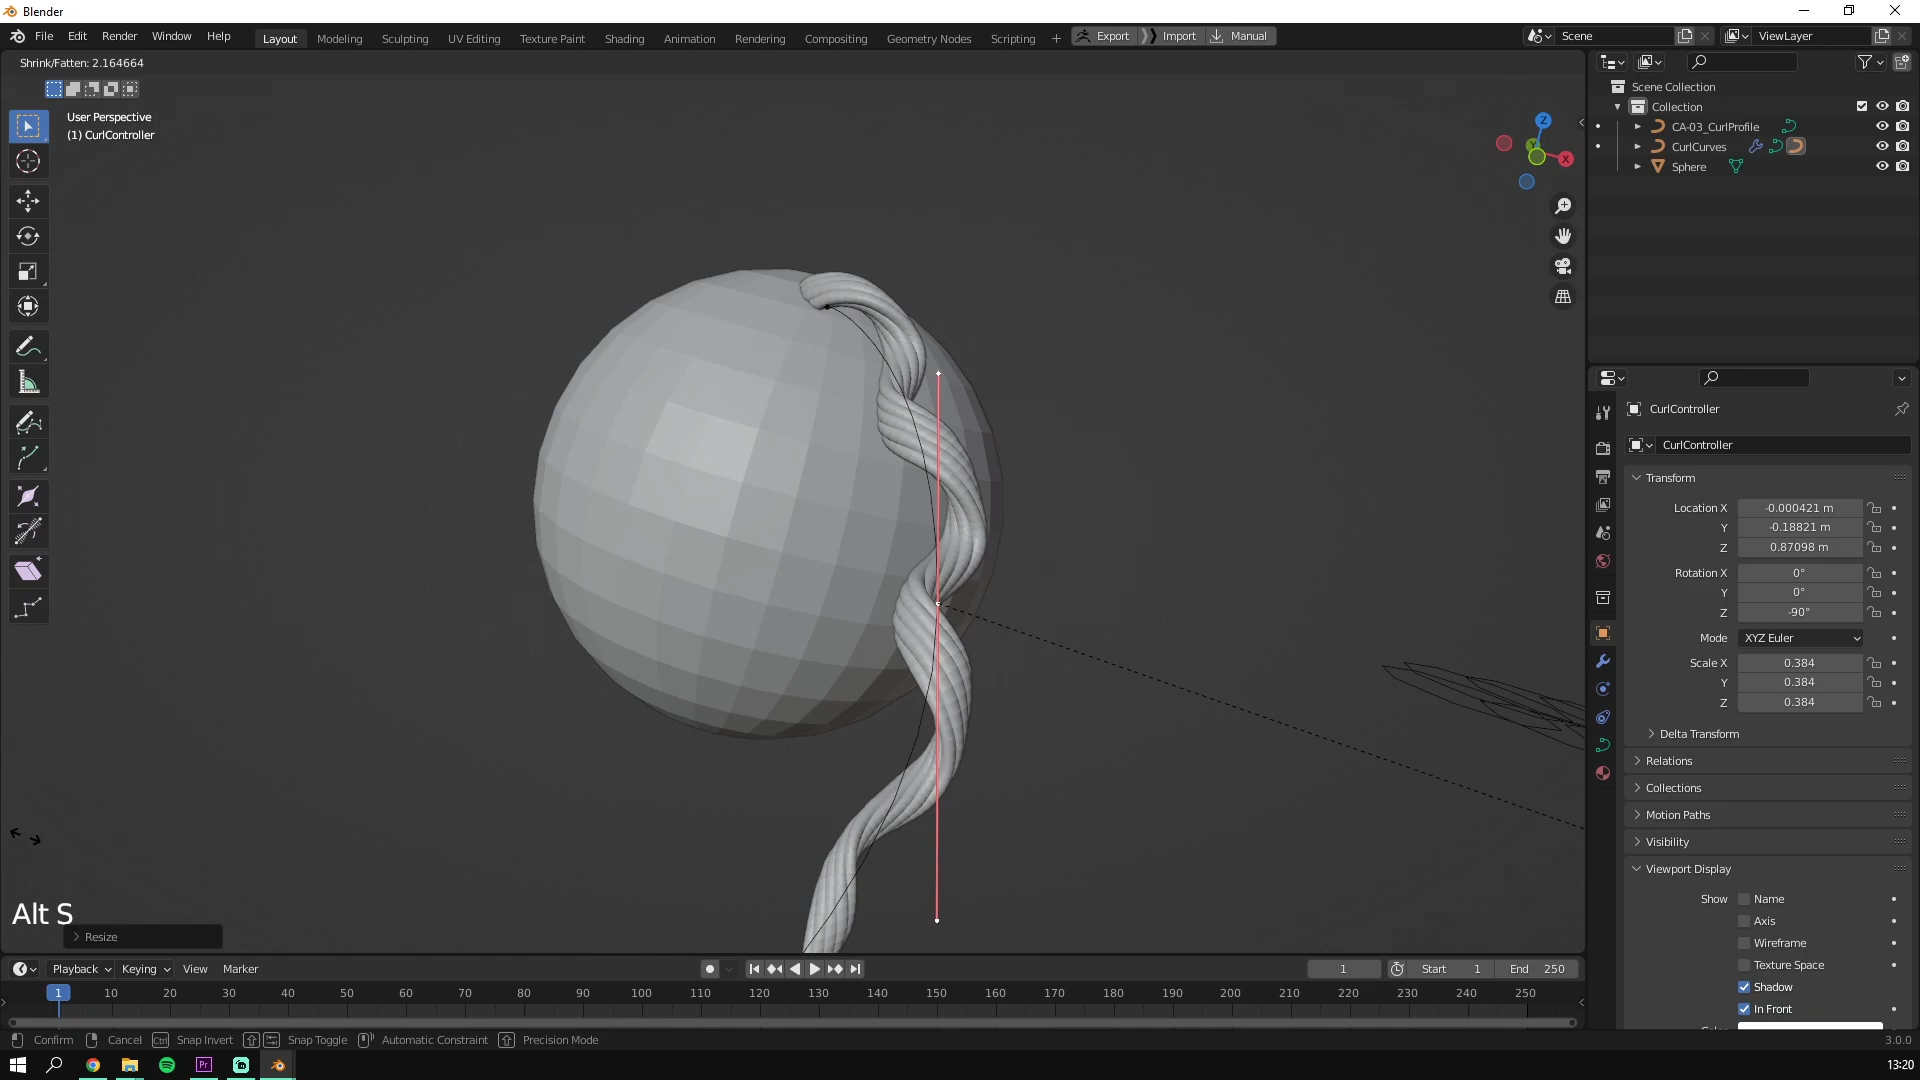 Blender
File Edit Render Window Help Layout Modeling Sculpting UV Editing Texture Paint Shading Animation Rendering Compositing Geometry Nodes Scripting Export Import Manual Scene ViewLayer
Shrink/Fatten: 2.164664
User Perspective
(1) CurlController
Z
Y
X
Scene Collection
Collection
CA-03_CurlProfile
CurlCurves
Sphere
CurlController
CurlController
Transform
Location X -0.000421 m
Y -0.18821 m
Z 0.87098 m
Rotation X 0°
Y 0°
Z -90°
Mode XYZ Euler
Scale X 0.384
Y 0.384
Z 0.384
Delta Transform
Relations
Collections
Motion Paths
Visibility
Viewport Display
Show Name
Axis
Wireframe
Texture Space
Shadow
In Front
Alt S
Resize
Playback Keying View Marker 1 Start 1 End 250
1 10 20 30 40 50 60 70 80 90 100 110 120 130 140 150 160 170 180 190 200 210 220 230 240 250
Confirm Cancel Ctrl Snap Invert Snap Toggle Automatic Constraint Precision Mode 3.0.0
Pr 13:20